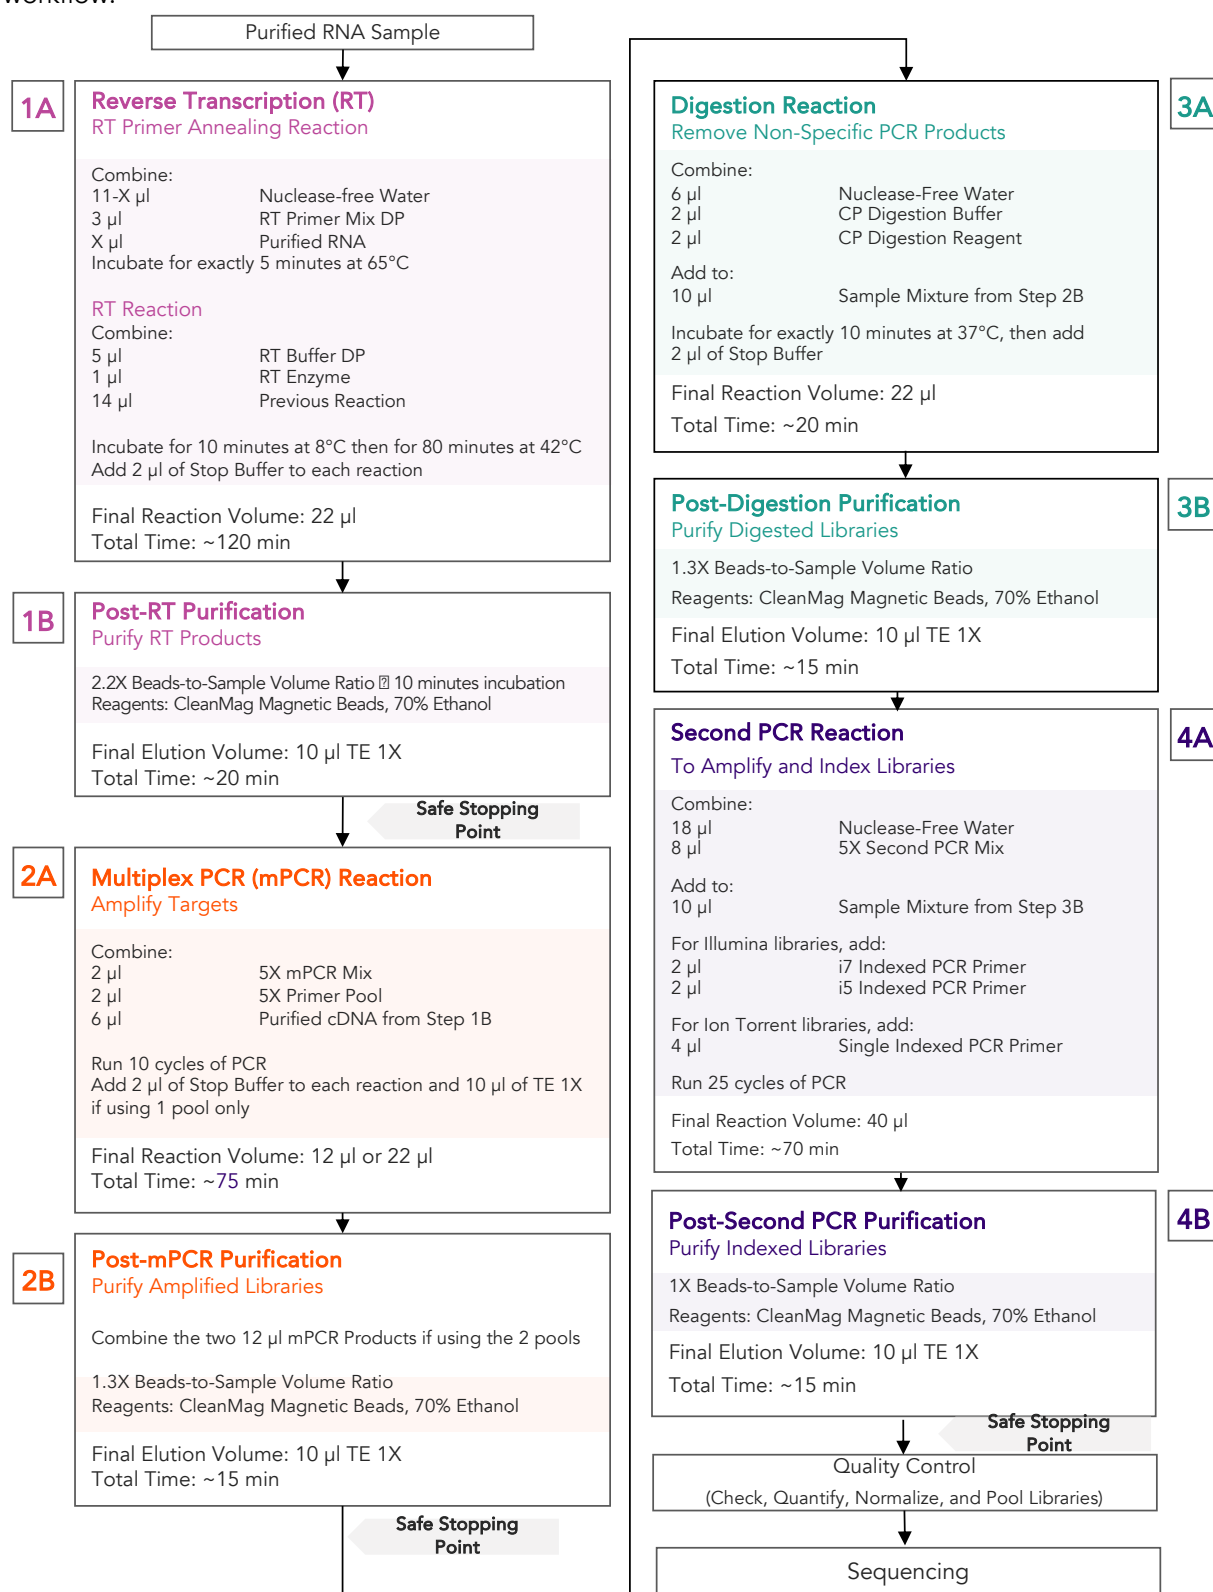 workflow.
Purified RNA Sample
1A
Reverse Transcription (RT)
RT Primer Annealing Reaction
Combine:
11-X µl Nuclease-free Water
3 µl RT Primer Mix DP
X µl Purified RNA
Incubate for exactly 5 minutes at 65°C
RT Reaction
Combine:
5 µl RT Buffer DP
1 µl RT Enzyme
14 µl Previous Reaction
Incubate for 10 minutes at 8°C then for 80 minutes at 42°C
Add 2 µl of Stop Buffer to each reaction
Final Reaction Volume: 22 µl
Total Time: ~120 min
1B
Post-RT Purification
Purify RT Products
2.2X Beads-to-Sample Volume Ratio 10 minutes incubation
Reagents: CleanMag Magnetic Beads, 70% Ethanol
Final Elution Volume: 10 µl TE 1X
Total Time: ~20 min
Safe Stopping
Point
2A
Multiplex PCR (mPCR) Reaction
Amplify Targets
Combine:
2 µl 5X mPCR Mix
2 µl 5X Primer Pool
6 µl Purified cDNA from Step 1B
Run 10 cycles of PCR
Add 2 µl of Stop Buffer to each reaction and 10 µl of TE 1X
if using 1 pool only
Final Reaction Volume: 12 µl or 22 µl
Total Time: ~75 min
2B
Post-mPCR Purification
Purify Amplified Libraries
Combine the two 12 µl mPCR Products if using the 2 pools
1.3X Beads-to-Sample Volume Ratio
Reagents: CleanMag Magnetic Beads, 70% Ethanol
Final Elution Volume: 10 µl TE 1X
Total Time: ~15 min
Safe Stopping
Point
3A
Digestion Reaction
Remove Non-Specific PCR Products
Combine:
6 µl Nuclease-Free Water
2 µl CP Digestion Buffer
2 µl CP Digestion Reagent
Add to:
10 µl Sample Mixture from Step 2B
Incubate for exactly 10 minutes at 37°C, then add
2 µl of Stop Buffer
Final Reaction Volume: 22 µl
Total Time: ~20 min
3B
Post-Digestion Purification
Purify Digested Libraries
1.3X Beads-to-Sample Volume Ratio
Reagents: CleanMag Magnetic Beads, 70% Ethanol
Final Elution Volume: 10 µl TE 1X
Total Time: ~15 min
4A
Second PCR Reaction
To Amplify and Index Libraries
Combine:
18 µl Nuclease-Free Water
8 µl 5X Second PCR Mix
Add to:
10 µl Sample Mixture from Step 3B
For Illumina libraries, add:
2 µl i7 Indexed PCR Primer
2 µl i5 Indexed PCR Primer
For Ion Torrent libraries, add:
4 µl Single Indexed PCR Primer
Run 25 cycles of PCR
Final Reaction Volume: 40 µl
Total Time: ~70 min
4B
Post-Second PCR Purification
Purify Indexed Libraries
1X Beads-to-Sample Volume Ratio
Reagents: CleanMag Magnetic Beads, 70% Ethanol
Final Elution Volume: 10 µl TE 1X
Total Time: ~15 min
Safe Stopping
Point
Quality Control
(Check, Quantify, Normalize, and Pool Libraries)
Sequencing